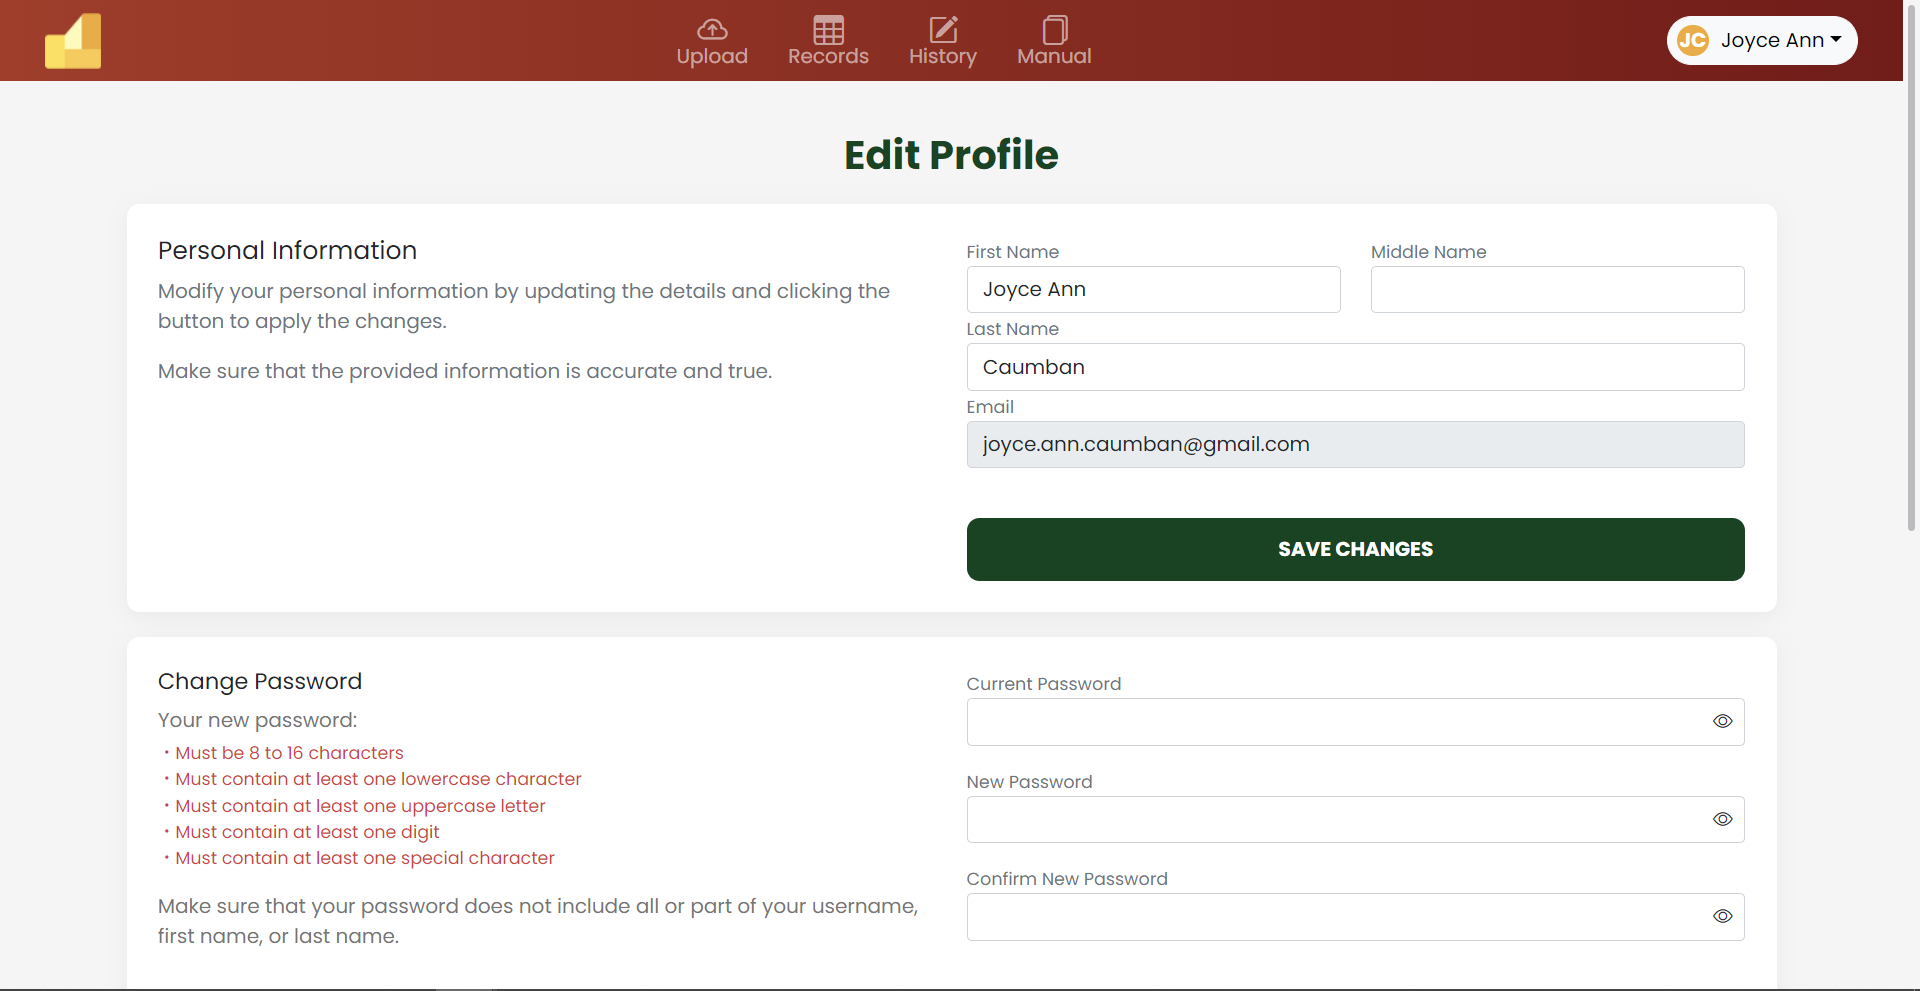 Upload
Records
History
Manual
JC
Joyce Ann
Edit Profile
Personal Information
Modify your personal information by updating the details and clicking the
button to apply the changes.
Make sure that the provided information is accurate and true.
First Name
Middle Name
Joyce Ann
Last Name
Caumban
Email
joyce.ann.caumban@gmail.com
SAVE CHANGES
Change Password
Your new password:
· Must be 8 to 16 characters
· Must contain at least one lowercase character
· Must contain at least one uppercase letter
· Must contain at least one digit
· Must contain at least one special character
Make sure that your password does not include all or part of your username,
first name, or last name.
Current Password
New Password
Confirm New Password